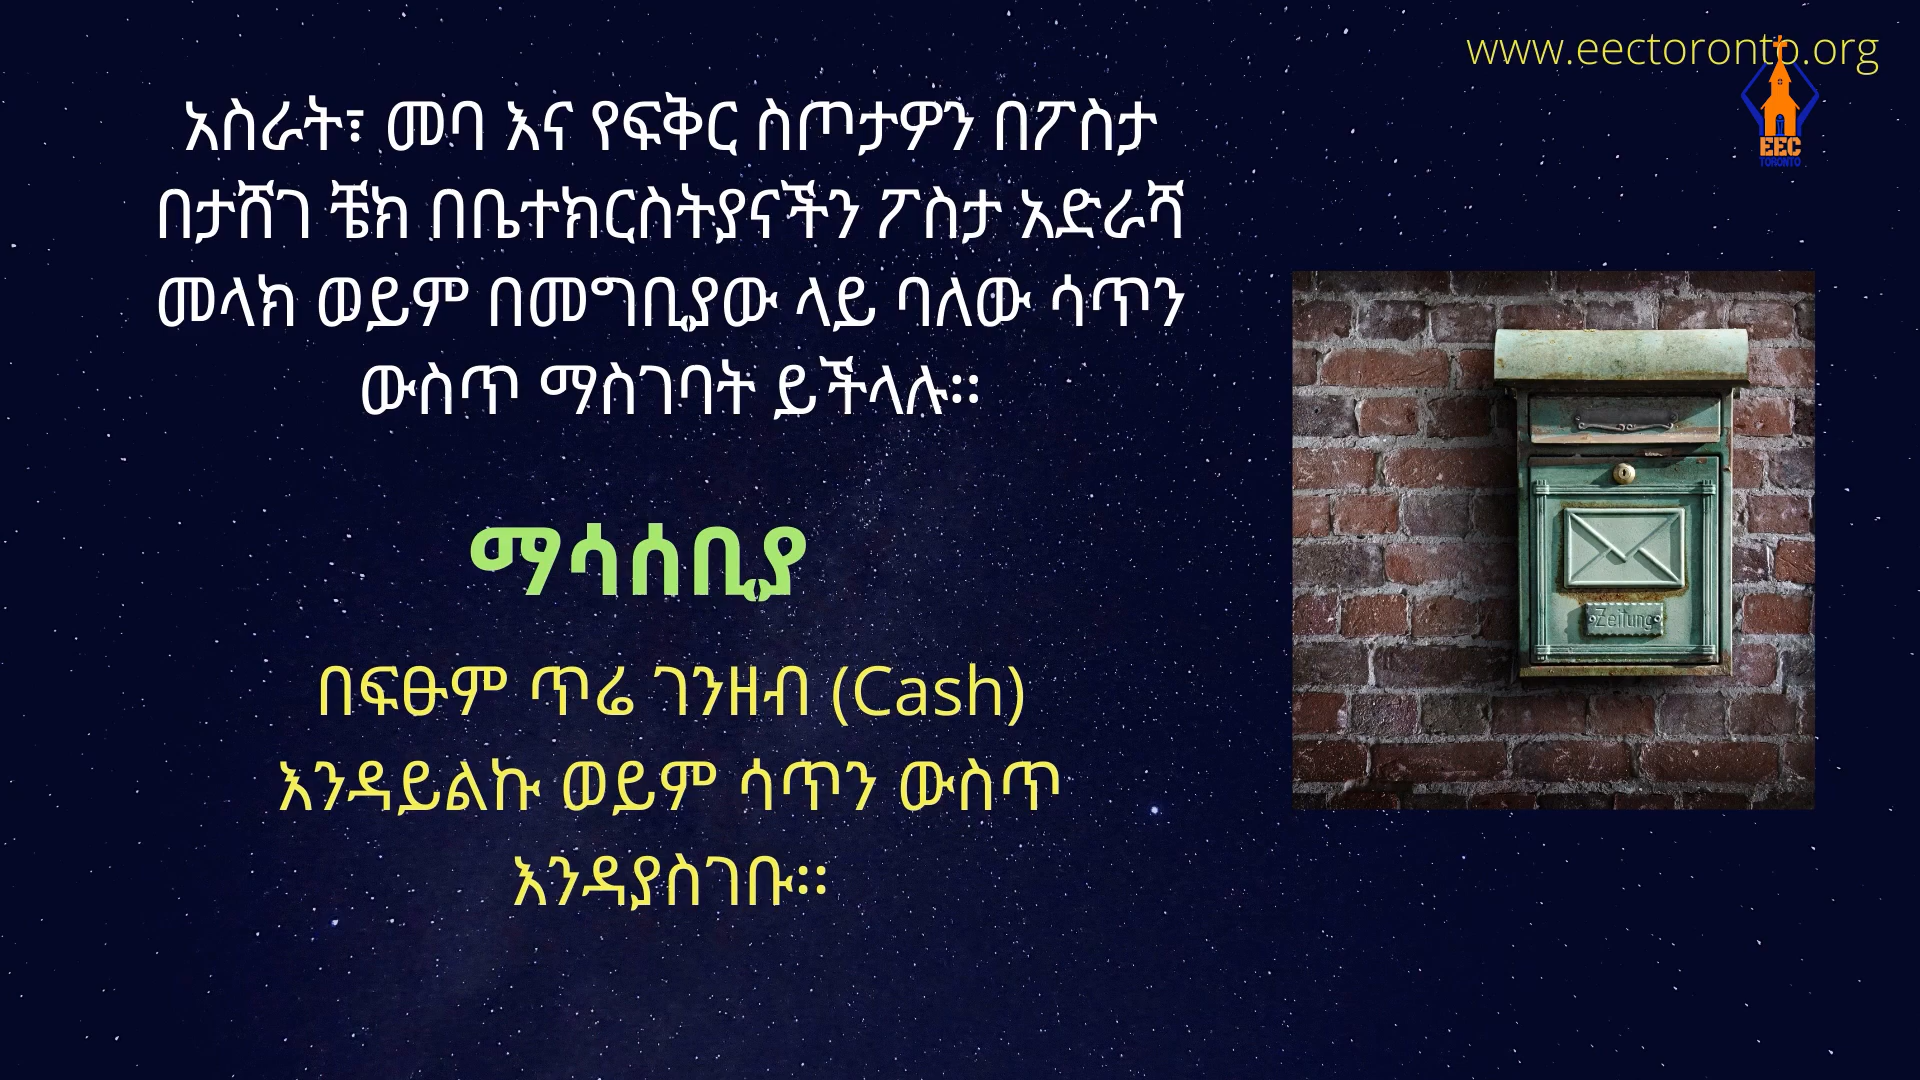 www.eectoronto.org
EEC
TORONTO
አስራት፣ መባ እና የፍቅር ስጦታዎን በፖስታ
በታሸገ ቼክ በቤተክርስትያናችን ፖስታ አድራሻ
መላክ ወይም በመግቢያው ላይ ባለው ሳጥን
ውስጥ ማስገባት ይችላሉ።
ማሳሰቢያ
በፍፁም ጥሬ ገንዘብ (Cash)
እንዳይልኩ ወይም ሳጥን ውስጥ
እንዳያስገቡ።
Zeitung